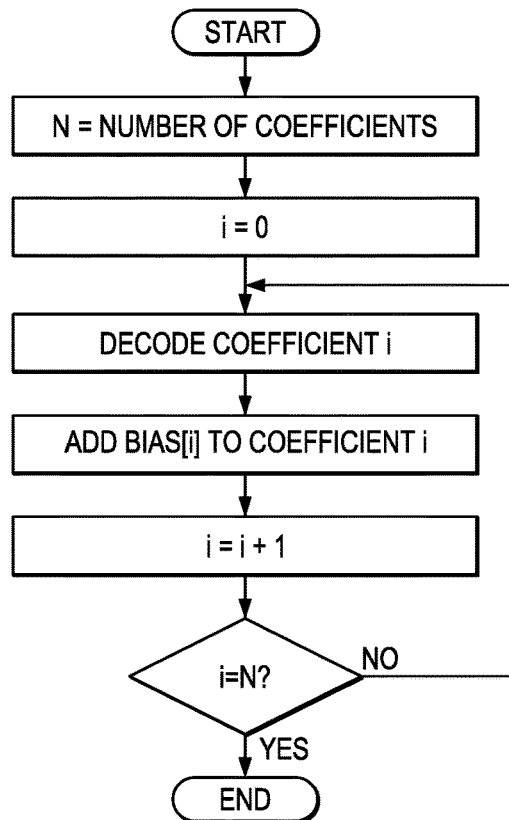 START
N = NUMBER OF COEFFICIENTS
i = 0
DECODE COEFFICIENT i
ADD BIAS[i] TO COEFFICIENT i
i = i + 1
i=N?
NO
YES
END